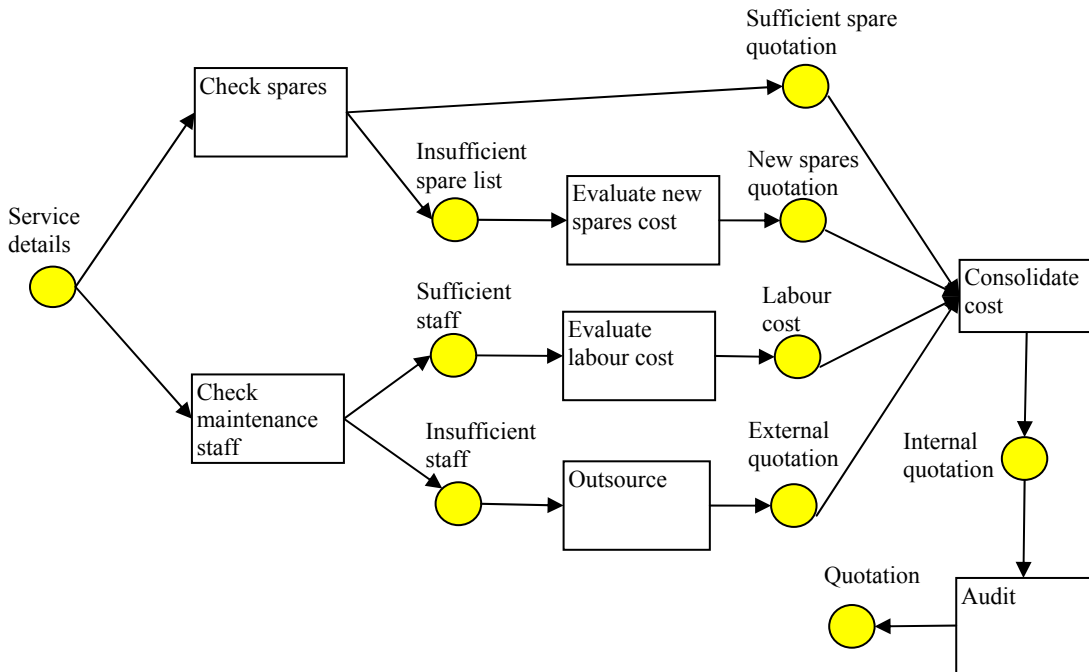 Sufficient spare
quotation
Check spares
Insufficient
spare list
New spares
quotation
Evaluate new
spares cost
Service
details
Consolidate
cost
Sufficient
staff
Evaluate
labour cost
Labour
cost
Check
maintenance
staff
Insufficient
staff
Outsource
External
quotation
Internal
quotation
Quotation
Audit